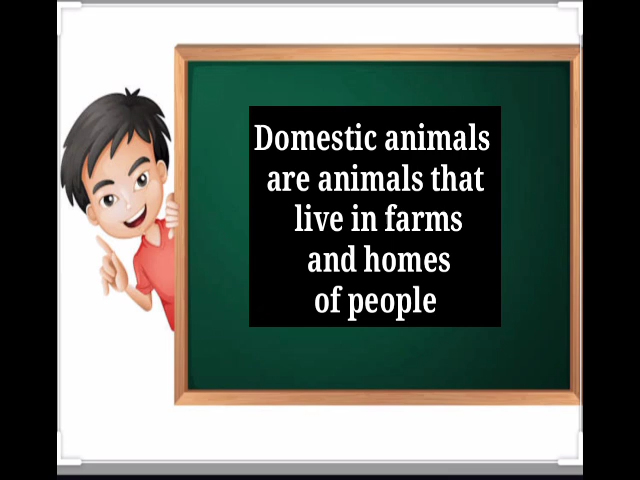 Domestic animals
are animals that
live in farms
and homes
of people